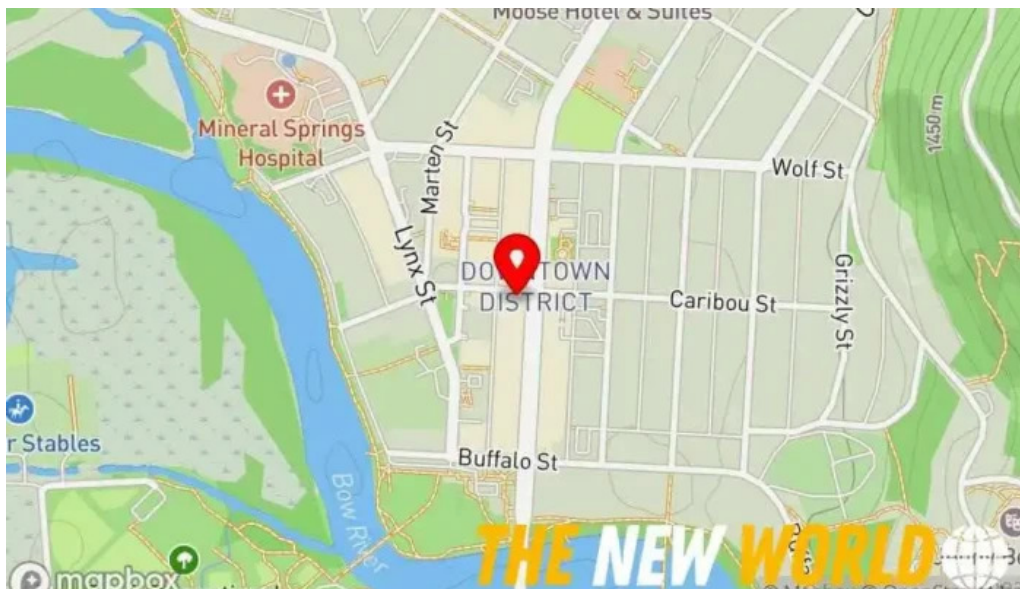 Moose Hotel & Suites
1450 m
Mineral Springs
Hospital
Marten St
Wolf St
Lynx St
DOWNTOWN
DISTRICT
Caribou St
Grizzly St
r Stables
Buffalo St
Bow River
THE NEW WORLD
mapbox